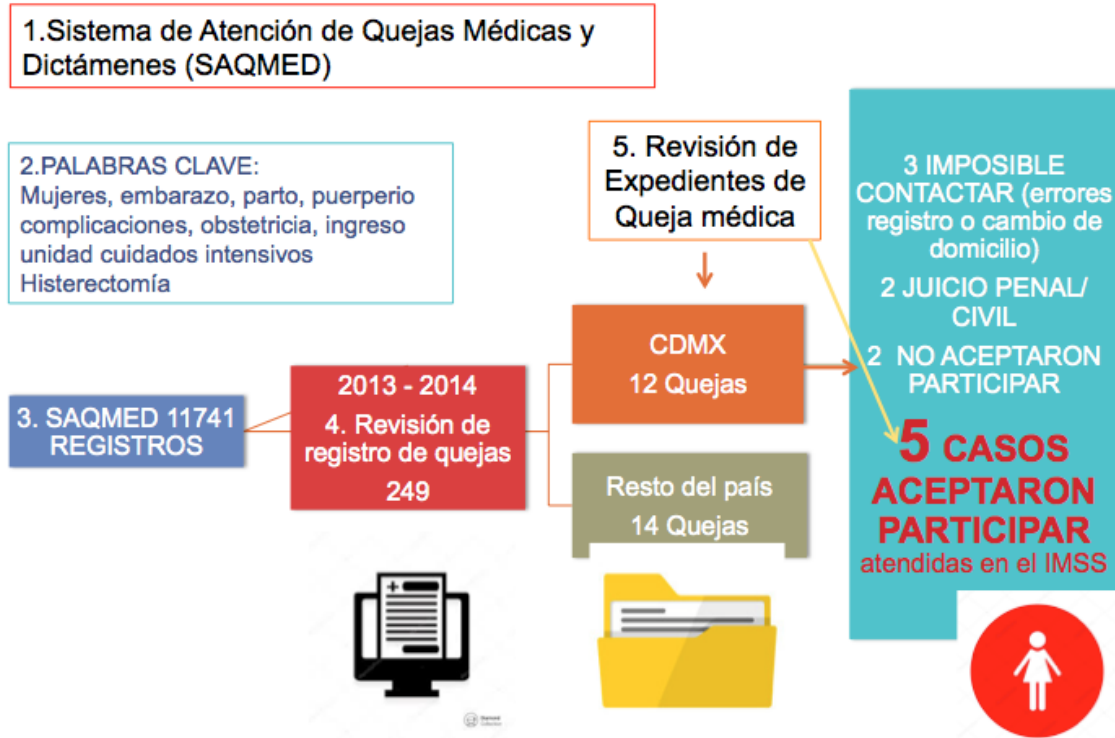 1.Sistema de Atención de Quejas Médicas y
Dictámenes (SAQMED)
2.PALABRAS CLAVE:
Mujeres, embarazo, parto, puerperio
complicaciones, obstetricia, ingreso
unidad cuidados intensivos
Histerectomía
3. SAQMED 11741
REGISTROS
2013 - 2014
4. Revisión de
registro de quejas
249
5. Revisión de
Expedientes de
Queja médica
CDMX
12 Quejas
Resto del país
14 Quejas
3 IMPOSIBLE
CONTACTAR (errores
registro o cambio de
domicilio)
2 JUICIO PENAL/
CIVIL
2 NO ACEPTARON
PARTICIPAR
5 CASOS
ACEPTARON
PARTICIPAR
atendidas en el IMSS